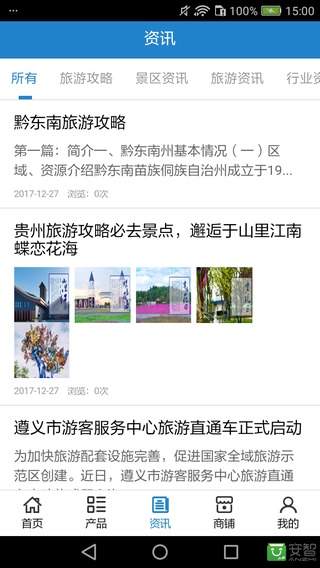 100% 15:00
资讯
所有 旅游攻略 景区资讯 旅游资讯 行业资
黔东南旅游攻略
第一篇：简介一、黔东南州基本情况（一）区
域、资源介绍黔东南苗族侗族自治州成立于19...
2017-12-27 浏览：0次
贵州旅游攻略必去景点，邂逅于山里江南
蝶恋花海
2017-12-27 浏览：0次
遵义市游客服务中心旅游直通车正式启动
为加快旅游配套设施完善，促进国家全域旅游示
范区创建。近日，遵义市游客服务中心旅游直通
首页 产品 资讯 商铺 我的
安智